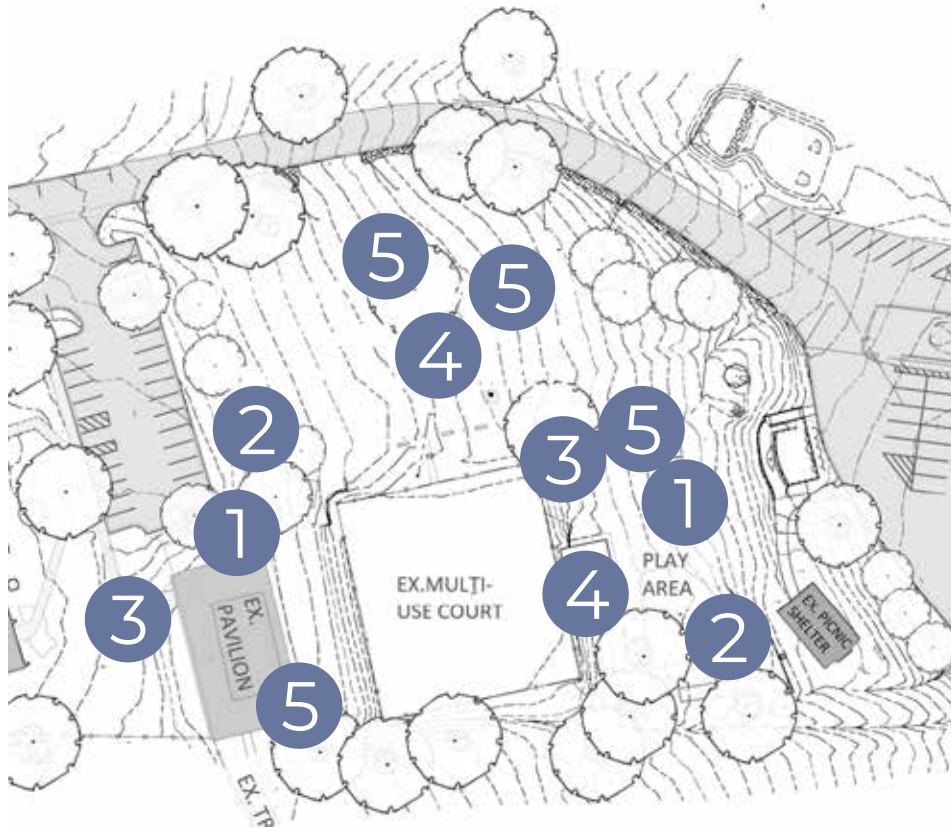 5
5
4
2
5
3
1
1
PLAY
AREA
EX.MULTI-
USE COURT
4
3
EX.
PAVILION
EX. PICNIC
SHELTER
2
5
EX.TR